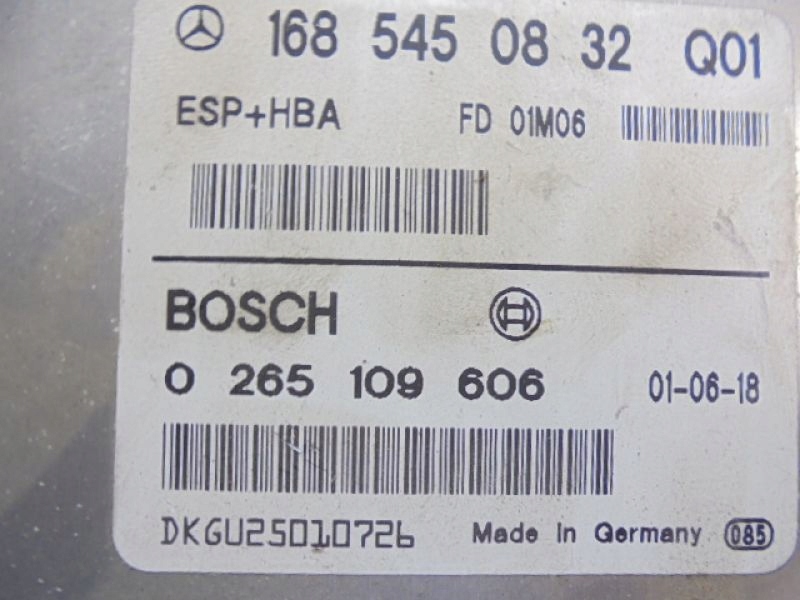 168 545 08 32 Q01
ESP+HBA FD 01M06
BOSCH
0 265 109 606 01-06-18
DKGU25010726 Made in Germany 085